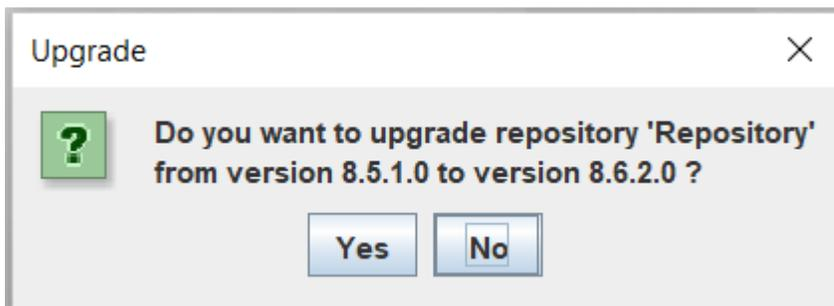 Upgrade
Do you want to upgrade repository 'Repository'
from version 8.5.1.0 to version 8.6.2.0 ?
Yes No